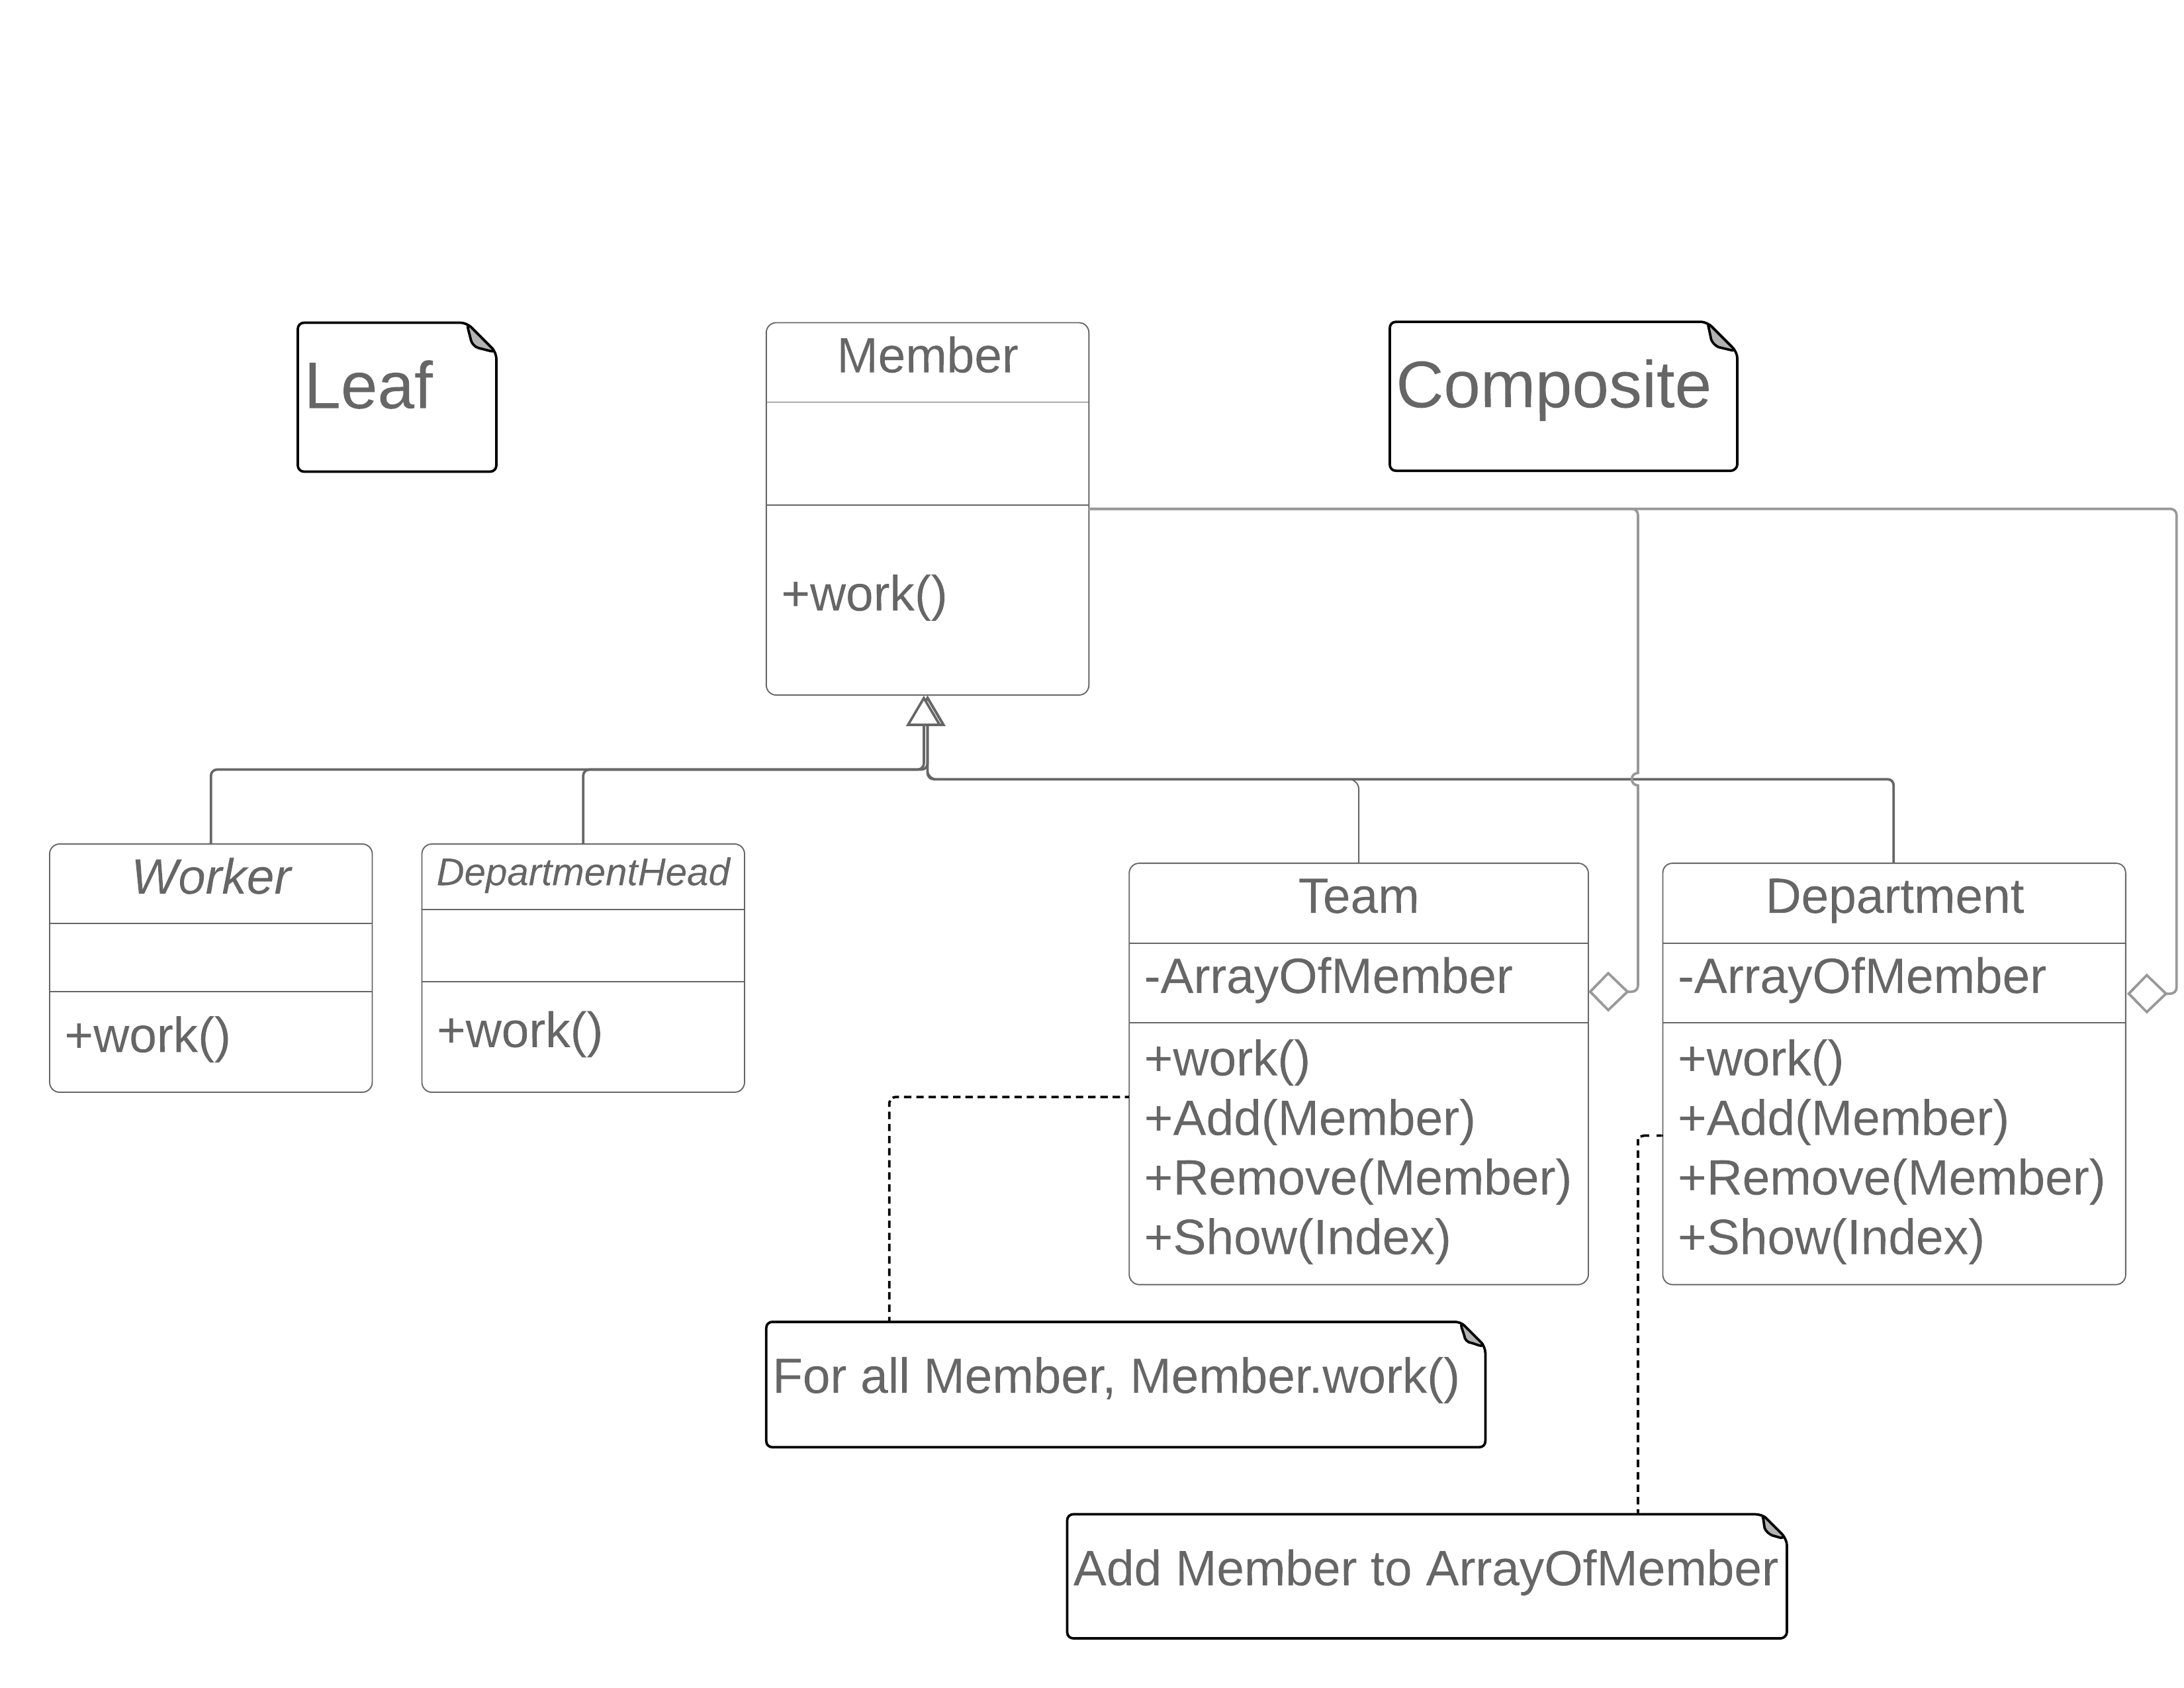 Leaf
Member
+work()
Composite
Worker
+work()
DepartmentHead
+work()
Team
-ArrayOfMember
+work()
+Add(Member)
+Remove(Member)
+Show(Index)
Department
-ArrayOfMember
+work()
+Add(Member)
+Remove(Member)
+Show(Index)
For all Member, Member.work()
Add Member to ArrayOfMember